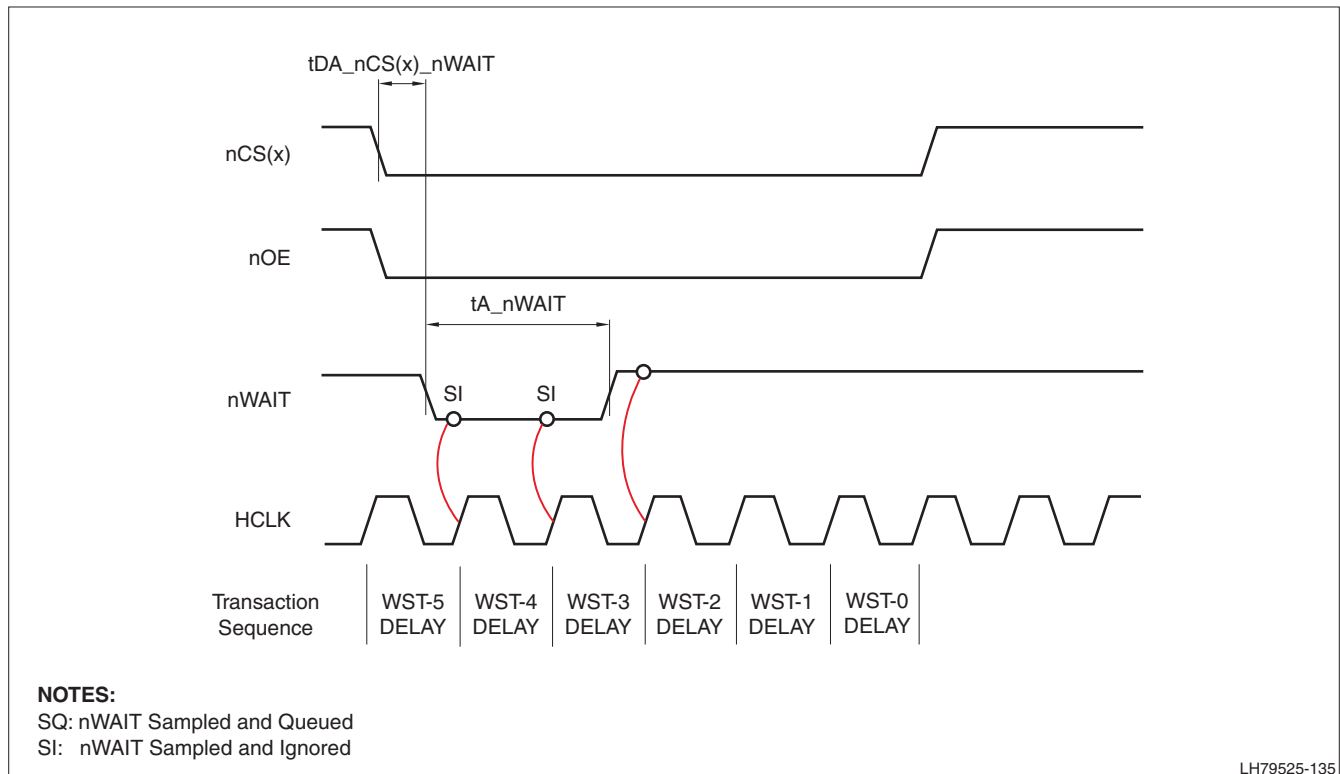 tDA_nCS(x)_nWAIT
nCS(x)
nOE
tA_nWAIT
nWAIT
SI
SI
HCLK
Transaction
Sequence
WST-5
DELAY
WST-4
DELAY
WST-3
DELAY
WST-2
DELAY
WST-1
DELAY
WST-0
DELAY
NOTES:
SQ: nWAIT Sampled and Queued
SI: nWAIT Sampled and Ignored
LH79525-135